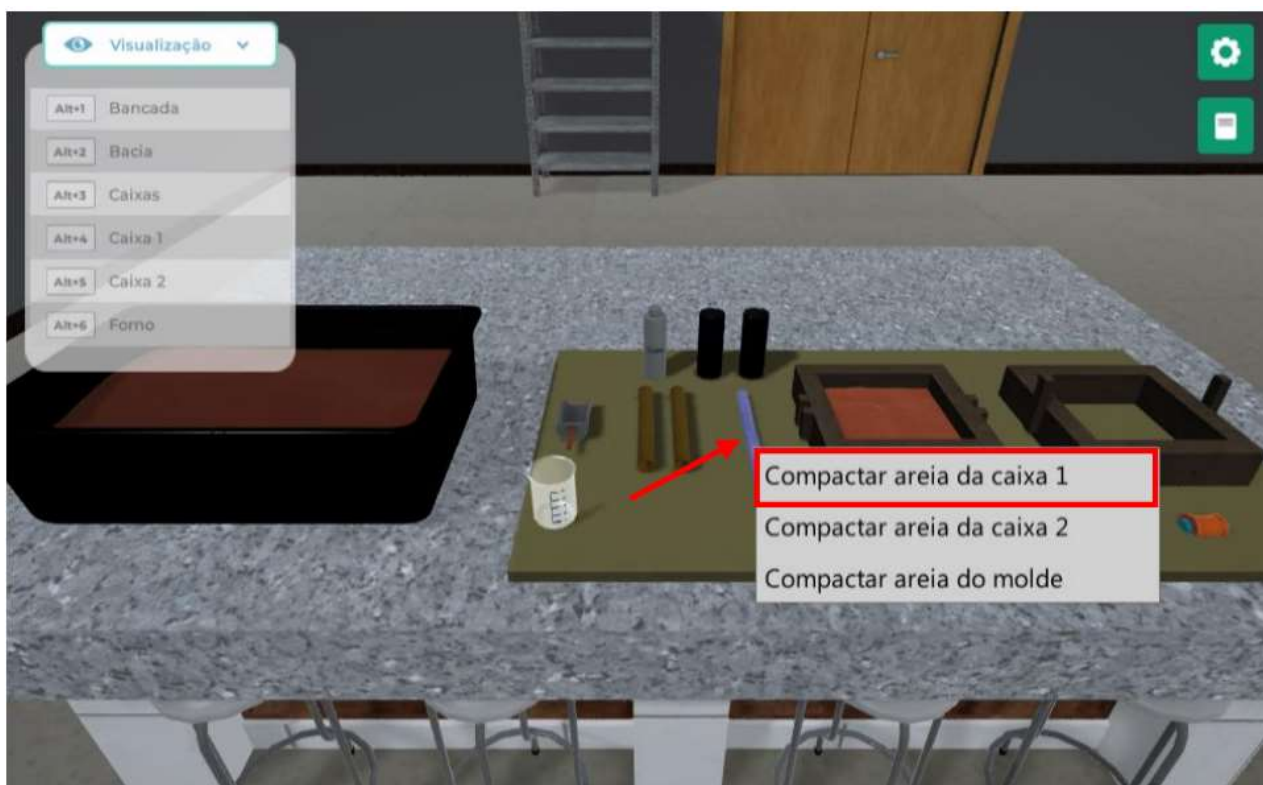 Visualização
Alt+1 Bancada
Alt+2 Bacia
Alt+3 Caixas
Alt+4 Caixa 1
Alt+5 Caixa 2
Alt+6 Forno
Compactar areia da caixa 1
Compactar areia da caixa 2
Compactar areia do molde